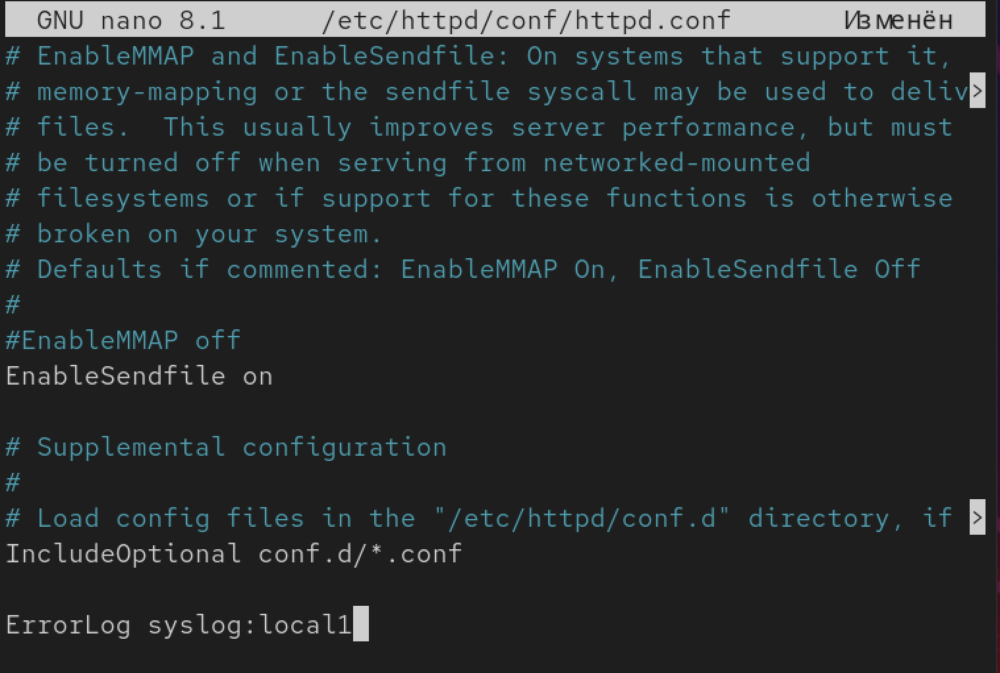 GNU nano 8.1 /etc/httpd/conf/httpd.conf Изменён
# EnableMMAP and EnableSendfile: On systems that support it,
# memory-mapping or the sendfile syscall may be used to deliv>
# files.  This usually improves server performance, but must
# be turned off when serving from networked-mounted
# filesystems or if support for these functions is otherwise
# broken on your system.
# Defaults if commented: EnableMMAP On, EnableSendfile Off
#
#EnableMMAP off
EnableSendfile on
# Supplemental configuration
#
# Load config files in the "/etc/httpd/conf.d" directory, if >
IncludeOptional conf.d/*.conf
ErrorLog syslog:local1